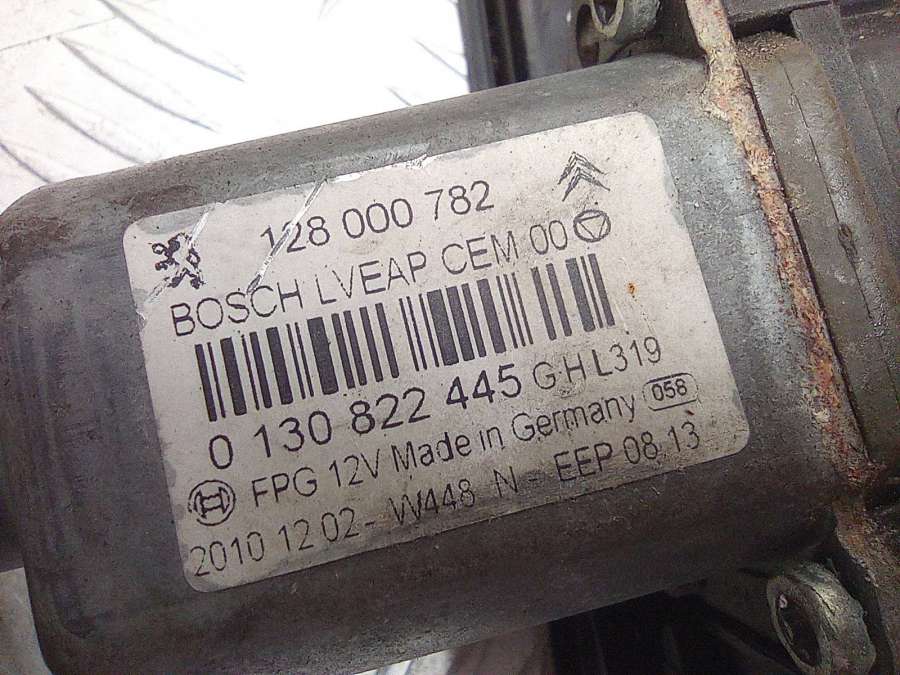 128 000 782
BOSCH LVEAP CEM 00
0 130 822 445 G H L319
FPG 12V Made in Germany 058
2010 12 02- W448 N - EEP 08.13